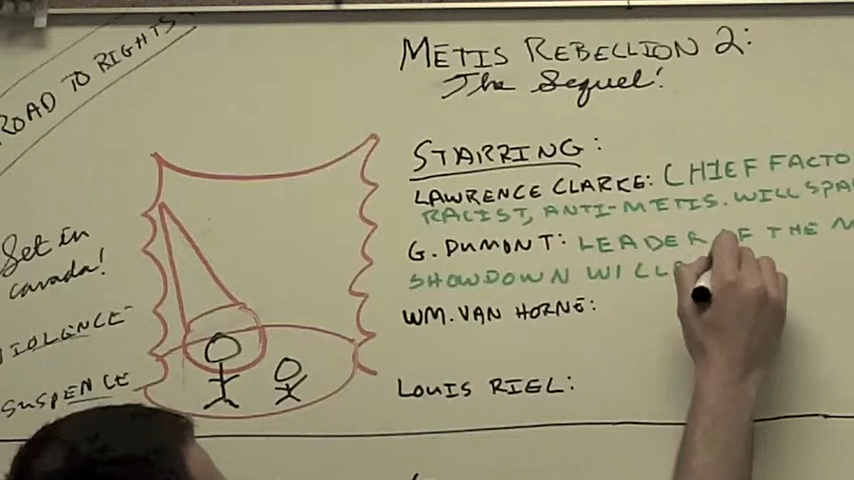 ROAD TO RIGHTS
METIS REBELLION 2:
The Sequel!
STARRING:
LAWRENCE CLARKE: CHIEF FACTO
RACIST, ANTI-METIS. WILL SPA
G. DUMONT: LEADER OF THE M
SHOWDOWN WILL
WM. VAN HORNE:
LOUIS RIEL:
Set in
canada!
VIOLENCE
SUSPENCE